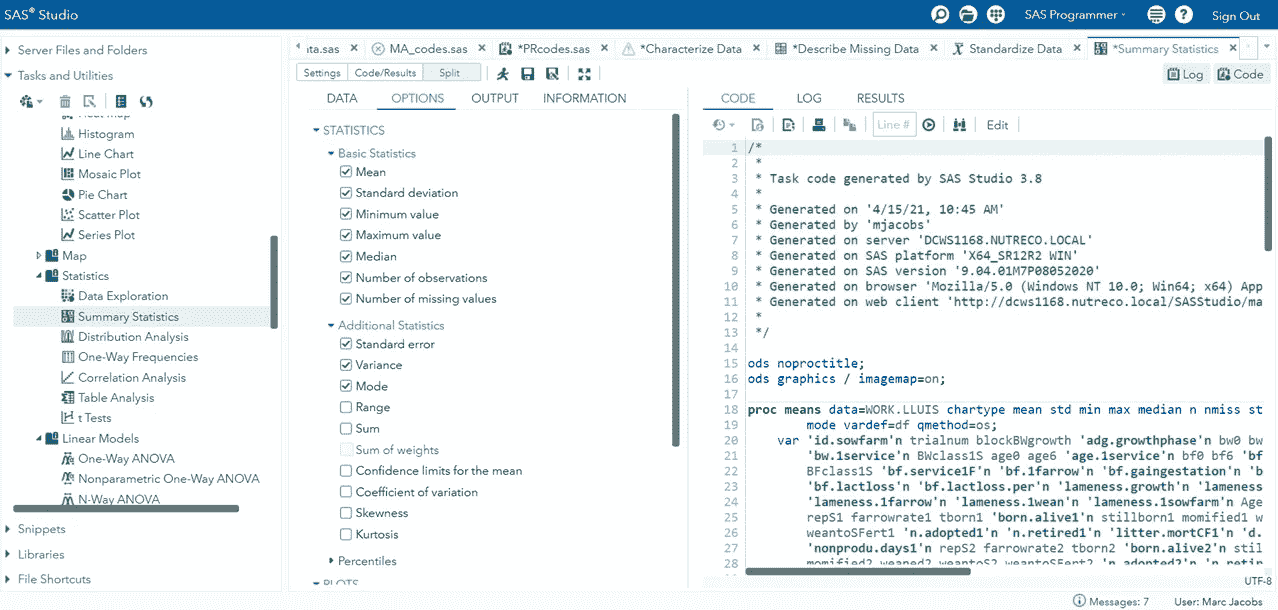 SAS® Studio
SAS Programmer
Sign Out
Server Files and Folders
Tasks and Utilities
Histogram
Line Chart
Mosaic Plot
Pie Chart
Scatter Plot
Series Plot
Map
Statistics
Data Exploration
Summary Statistics
Distribution Analysis
One-Way Frequencies
Correlation Analysis
Table Analysis
t Tests
Linear Models
One-Way ANOVA
Nonparametric One-Way ANOVA
N-Way ANOVA
Snippets
Libraries
File Shortcuts
ata.sas
MA_codes.sas
*PRcodes.sas
*Characterize Data
*Describe Missing Data
Standardize Data
*Summary Statistics
Settings Code/Results Split
Log Code
DATA OPTIONS OUTPUT INFORMATION
STATISTICS
Basic Statistics
Mean
Standard deviation
Minimum value
Maximum value
Median
Number of observations
Number of missing values
Additional Statistics
Standard error
Variance
Mode
Range
Sum
Sum of weights
Confidence limits for the mean
Coefficient of variation
Skewness
Kurtosis
Percentiles
PLOTS
CODE LOG RESULTS
Line # Edit
1 /*
2 *
3 * Task code generated by SAS Studio 3.8
4 *
5 * Generated on '4/15/21, 10:45 AM'
6 * Generated by 'mjacobs'
7 * Generated on server 'DCWS1168.NUTRECO.LOCAL'
8 * Generated on SAS platform 'X64_SR12R2 WIN'
9 * Generated on SAS version '9.04.01M7P08052020'
10 * Generated on browser 'Mozilla/5.0 (Windows NT 10.0; Win64; x64) App
11 * Generated on web client 'http://dcws1168.nutreco.local/SASStudio/ma
12 *
13 */
14
15 ods noproctitle;
16 ods graphics / imagemap=on;
17
18 proc means data=WORK.LLUIS chartype mean std min max median n nmiss st
19 mode vardef=df qmethod=os;
20 var 'id.sowfarm'n trialnum blockBWgrowth 'adg.growthphase'n bw0 bw
21 'bw.1service'n BWclass1S age0 age6 'age.1service'n bf0 bf6 'bf
22 BFclass1S 'bf.service1F'n 'bf.1farrow'n 'bf.gaingestation'n 'b
23 'bf.lactloss'n 'bf.lactloss.per'n 'lameness.growth'n 'lameness
24 'lameness.1farrow'n 'lameness.1wean'n 'lameness.1sowfarm'n Age
25 repS1 farrowrate1 tborn1 'born.alive1'n stillborn1 momified1 w
26 weantoSFert1 'n.adopted1'n 'n.retired1'n 'litter.mortCF1'n 'd.
27 'nonprodu.days1'n repS2 farrowrate2 tborn2 'born.alive2'n stil
28 momified2 weaned2 weantoS2 weantoSFert2 'n.adopted2'n 'n.retir
UTF-8
Messages: 7 User: Marc Jacobs